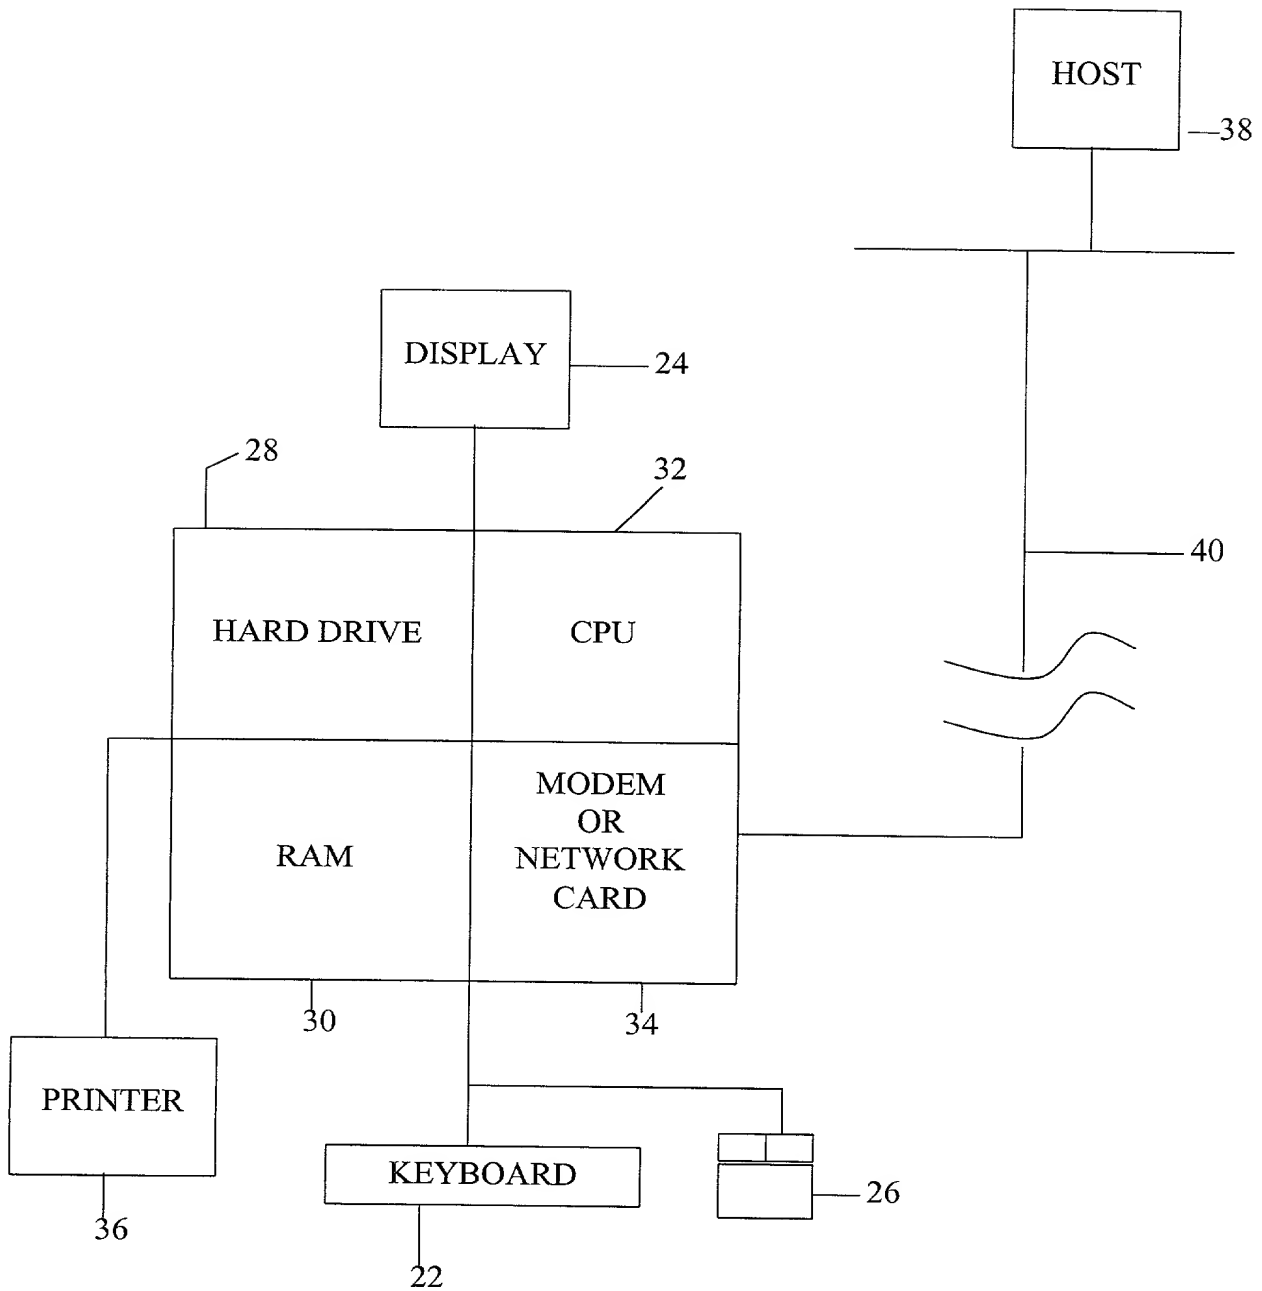 HOST
38
DISPLAY
24
28
32
40
HARD DRIVE
CPU
MODEM
OR
NETWORK
CARD
RAM
30
34
PRINTER
KEYBOARD
26
36
22